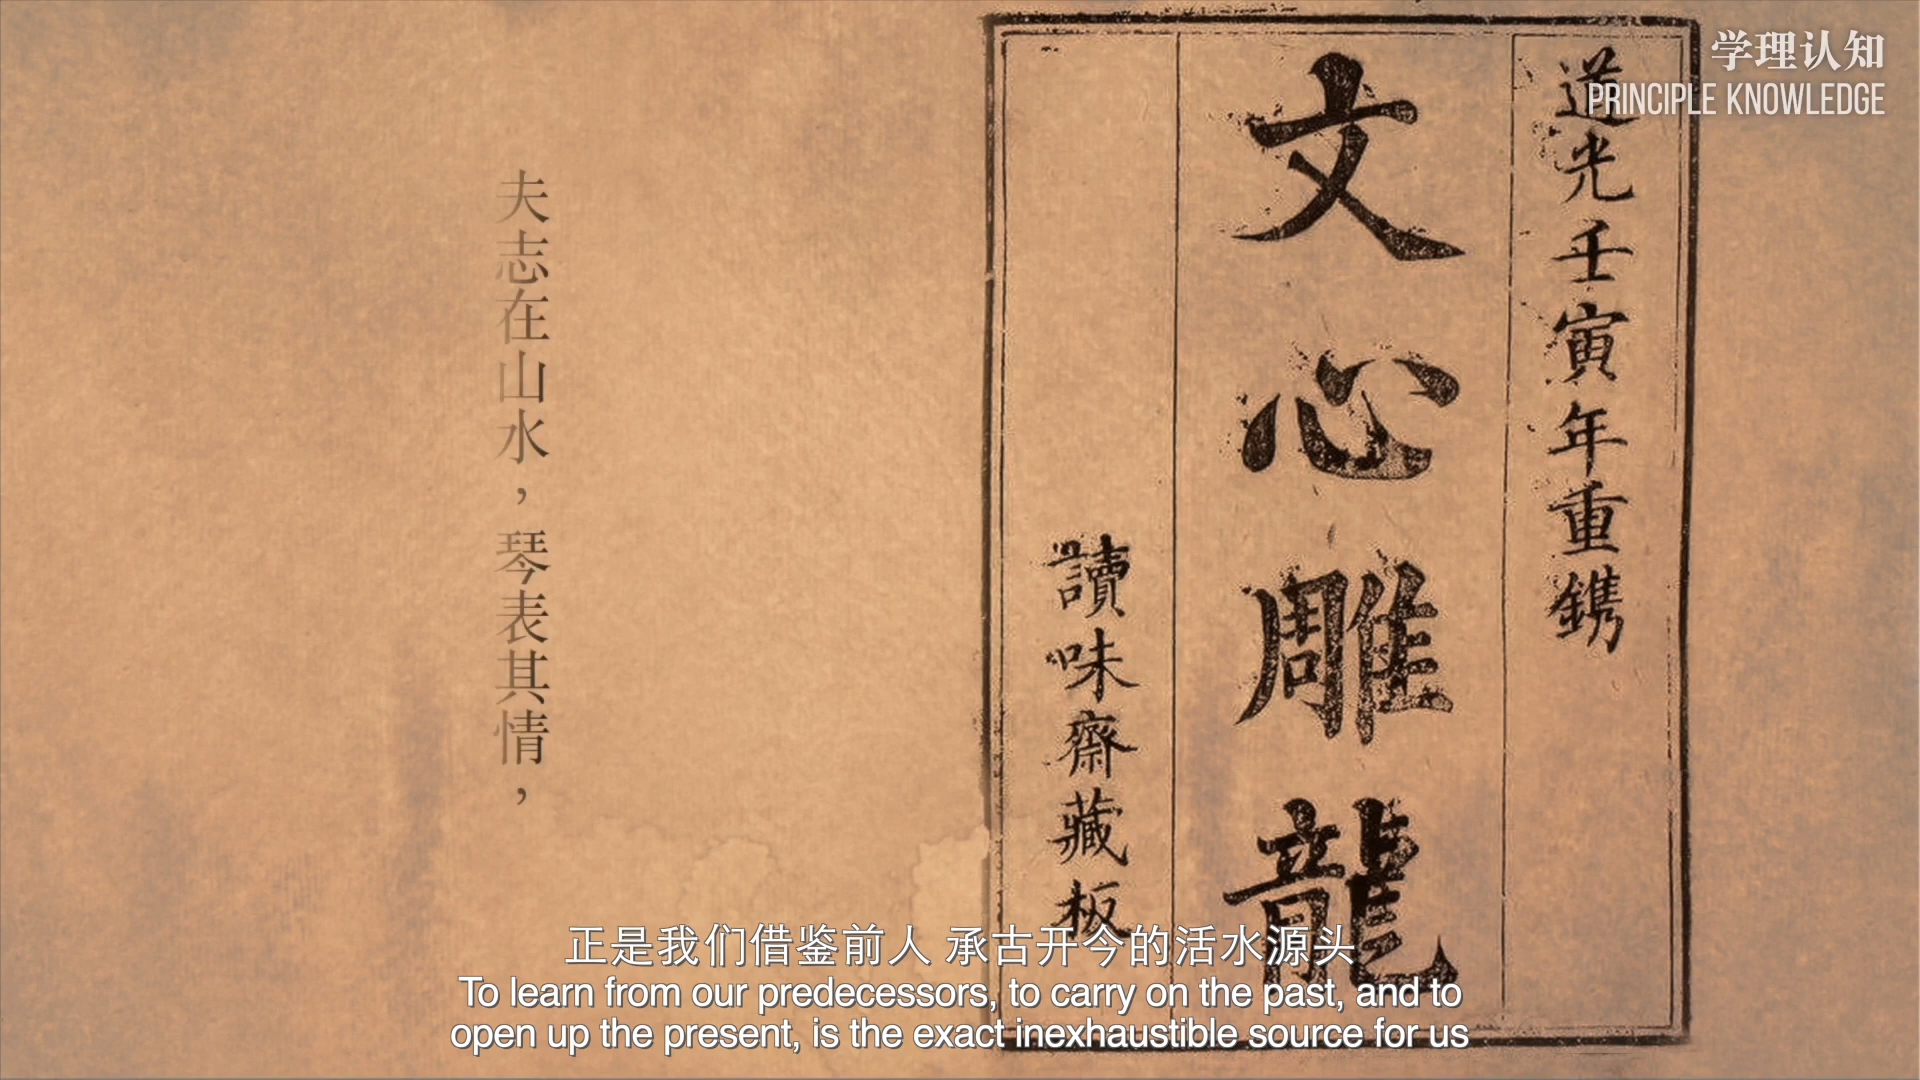 学理认知
PRINCIPLE KNOWLEDGE
道光壬寅年重鐫
文心雕龍
讀味齋藏板
夫志在山水，琴表其情，
正是我们借鉴前人 承古开今的活水源头
To learn from our predecessors, to carry on the past, and to
open up the present, is the exact inexhaustible source for us